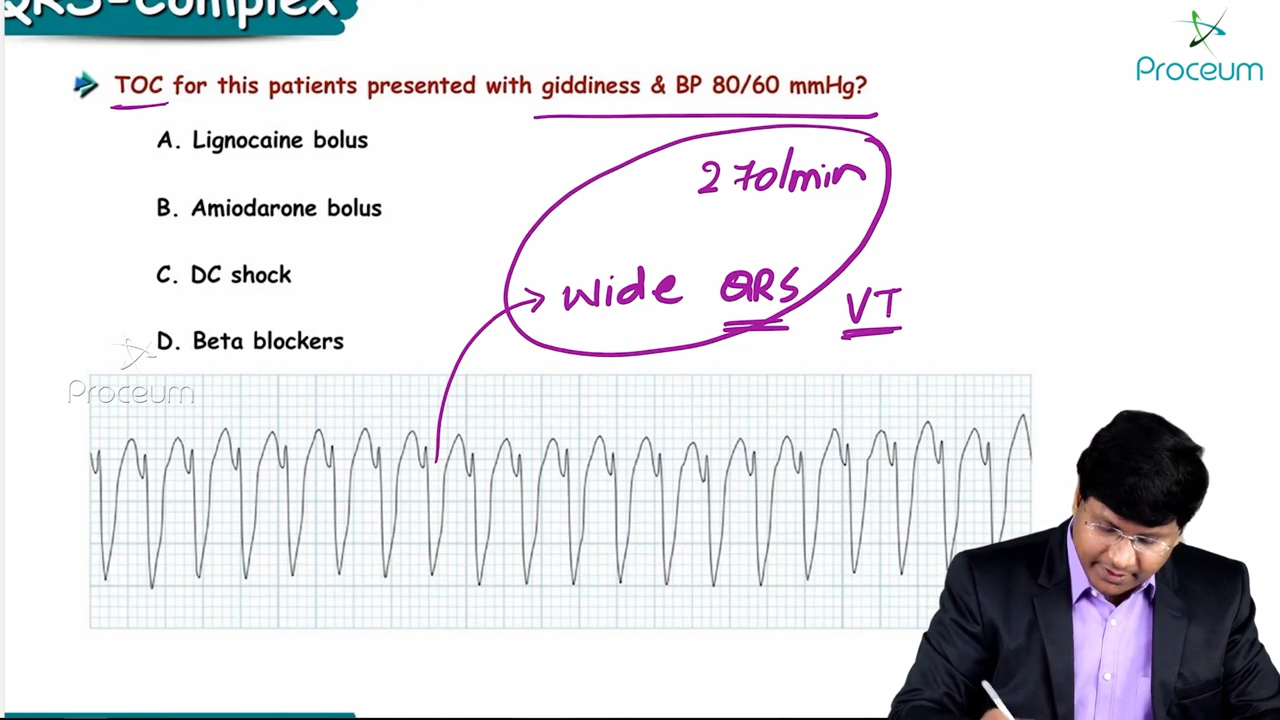 QRS-Complex
Proceum
TOC for this patients presented with giddiness & BP 80/60 mmHg?
A. Lignocaine bolus
270/min
B. Amiodarone bolus
C. DC shock
wide QRS
VT
D. Beta blockers
Proceum